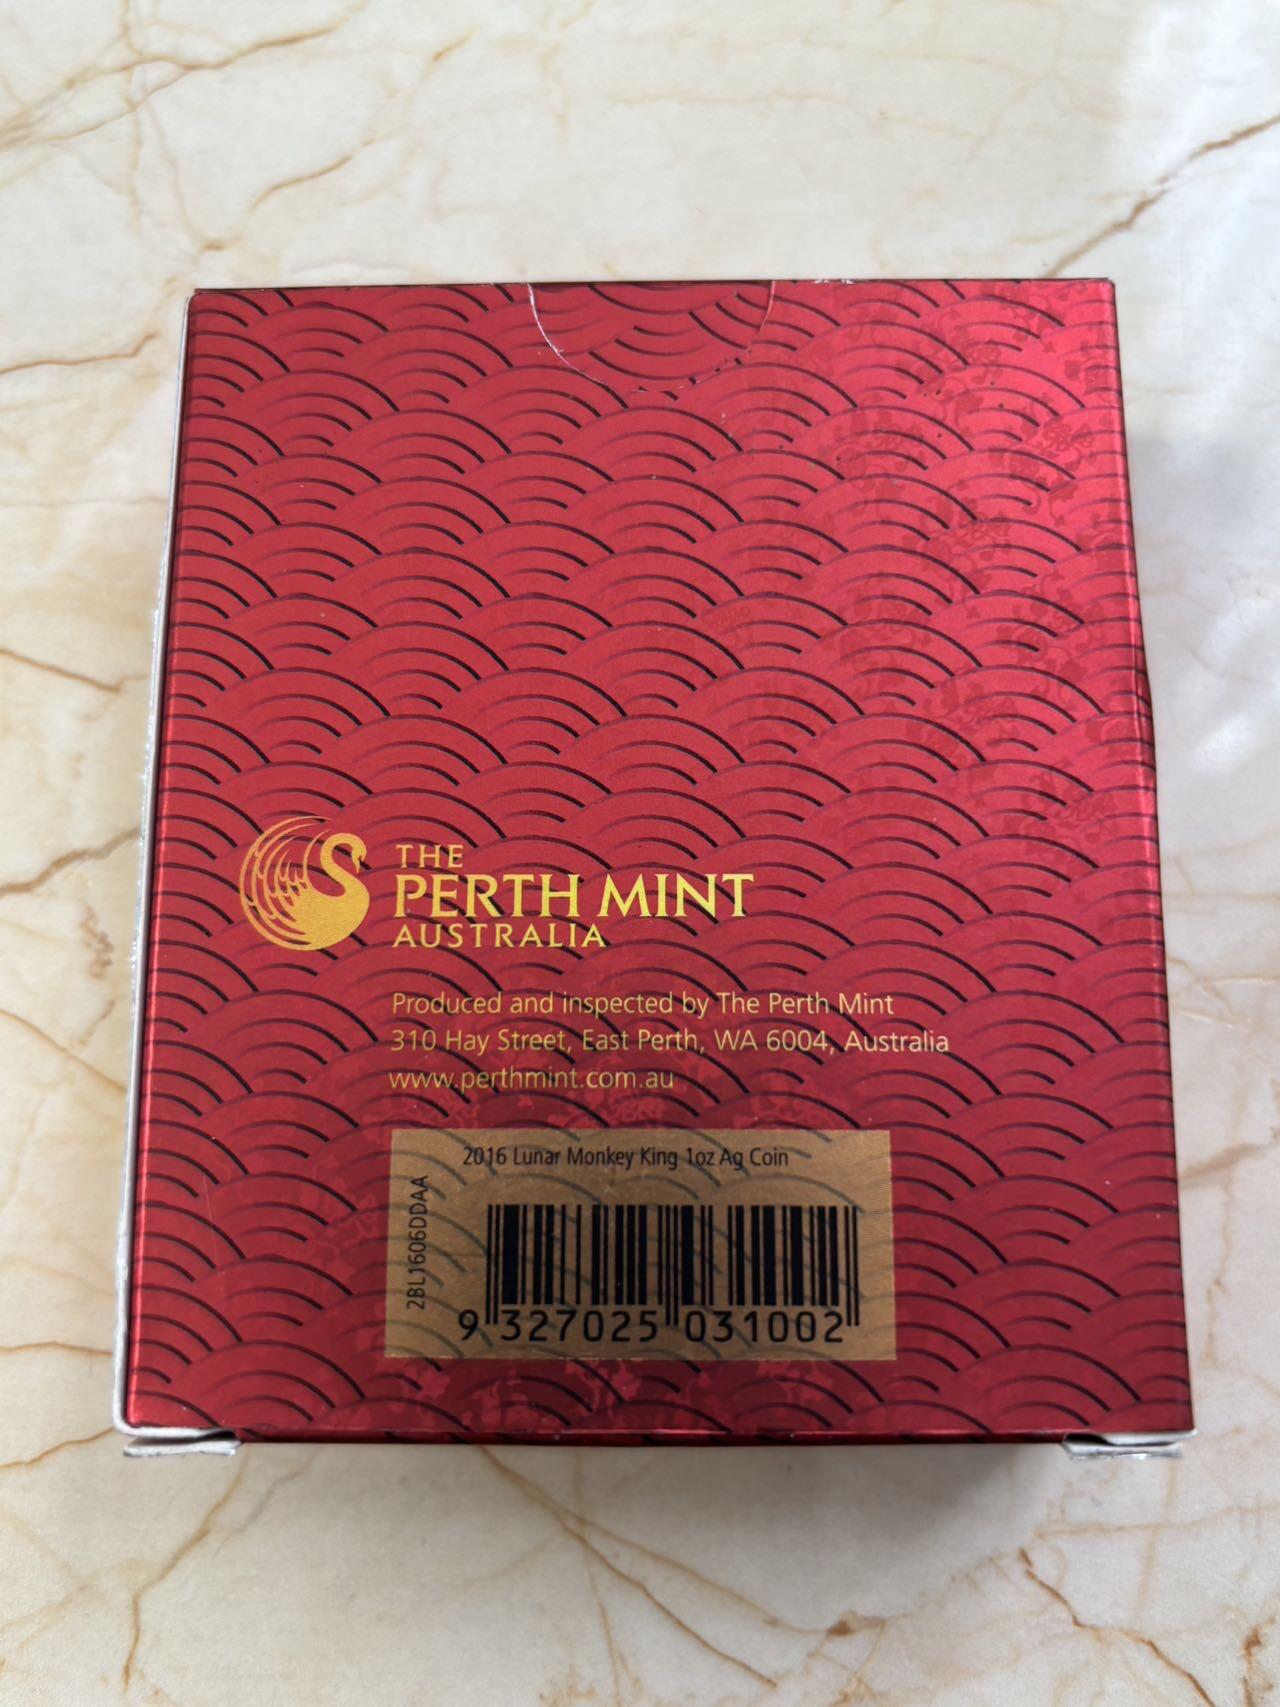 THE
PERTH MINT
AUSTRALIA
Produced and inspected by The Perth Mint
310 Hay Street, East Perth, WA 6004, Australia
www.perthmint.com.au
2016 Lunar Monkey King 1oz Ag Coin
2BL1606DDAA
9 327025 031002